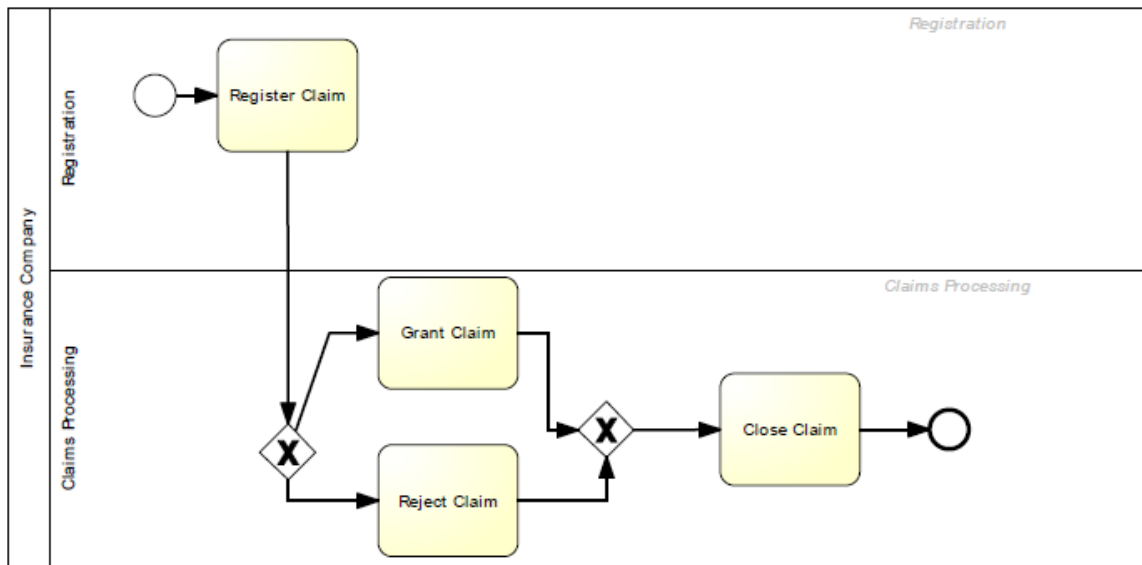 Insurance Company
Registration
Registration
Register Claim
Claims Processing
Claims Processing
Grant Claim
X
X
Reject Claim
Close Claim